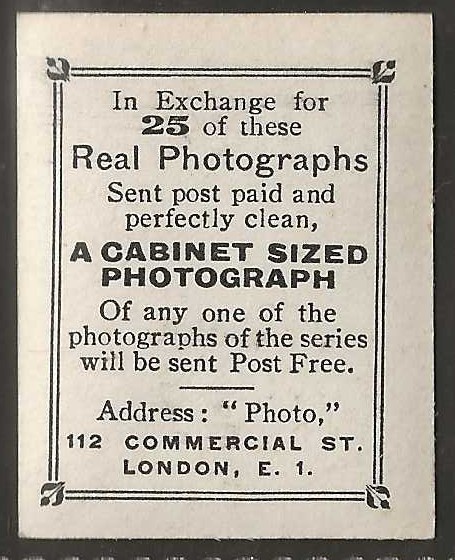 In Exchange for
25 of these
Real Photographs
Sent post paid and
perfectly clean,
A CABINET SIZED
PHOTOGRAPH
Of any one of the
photographs of the series
will be sent Post Free.
Address: "Photo,"
112 COMMERCIAL ST.
LONDON, E. 1.